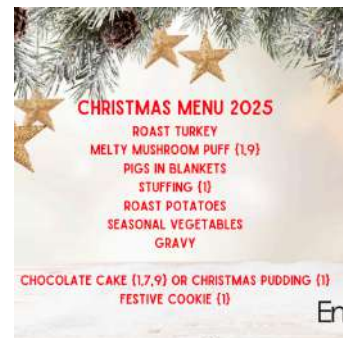 CHRISTMAS MENU 2025
ROAST TURKEY
MELTY MUSHROOM PUFF {1,9}
PIGS IN BLANKETS
STUFFING {1}
ROAST POTATOES
SEASONAL VEGETABLES
GRAVY
CHOCOLATE CAKE {1,7,9} OR CHRISTMAS PUDDING {1}
FESTIVE COOKIE {1}
En